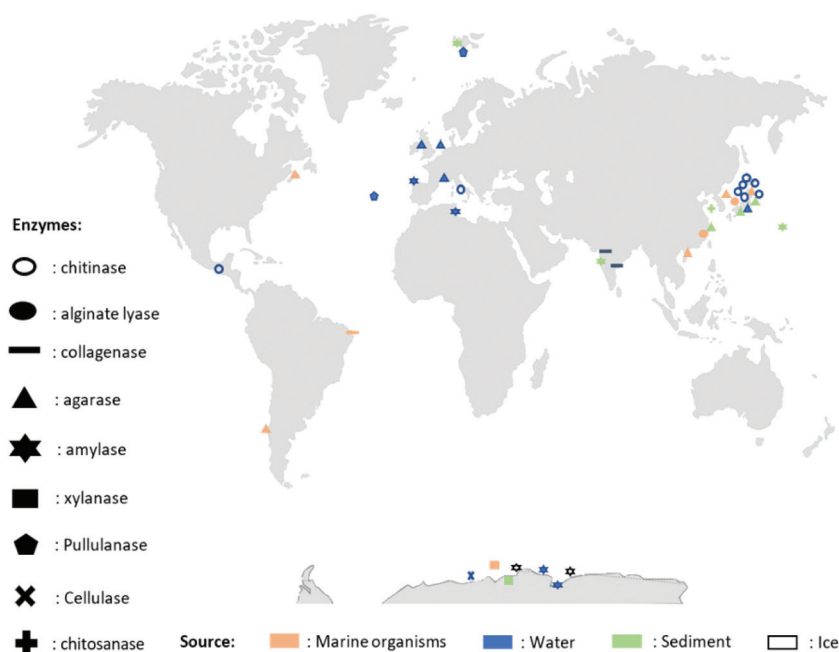 Enzymes:
: chitinase
: alginate lyase
: collagenase
: agarase
: amylase
: xylanase
: Pullulanase
: Cellulase
: chitosanase
Source: : Marine organisms : Water : Sediment : Ice